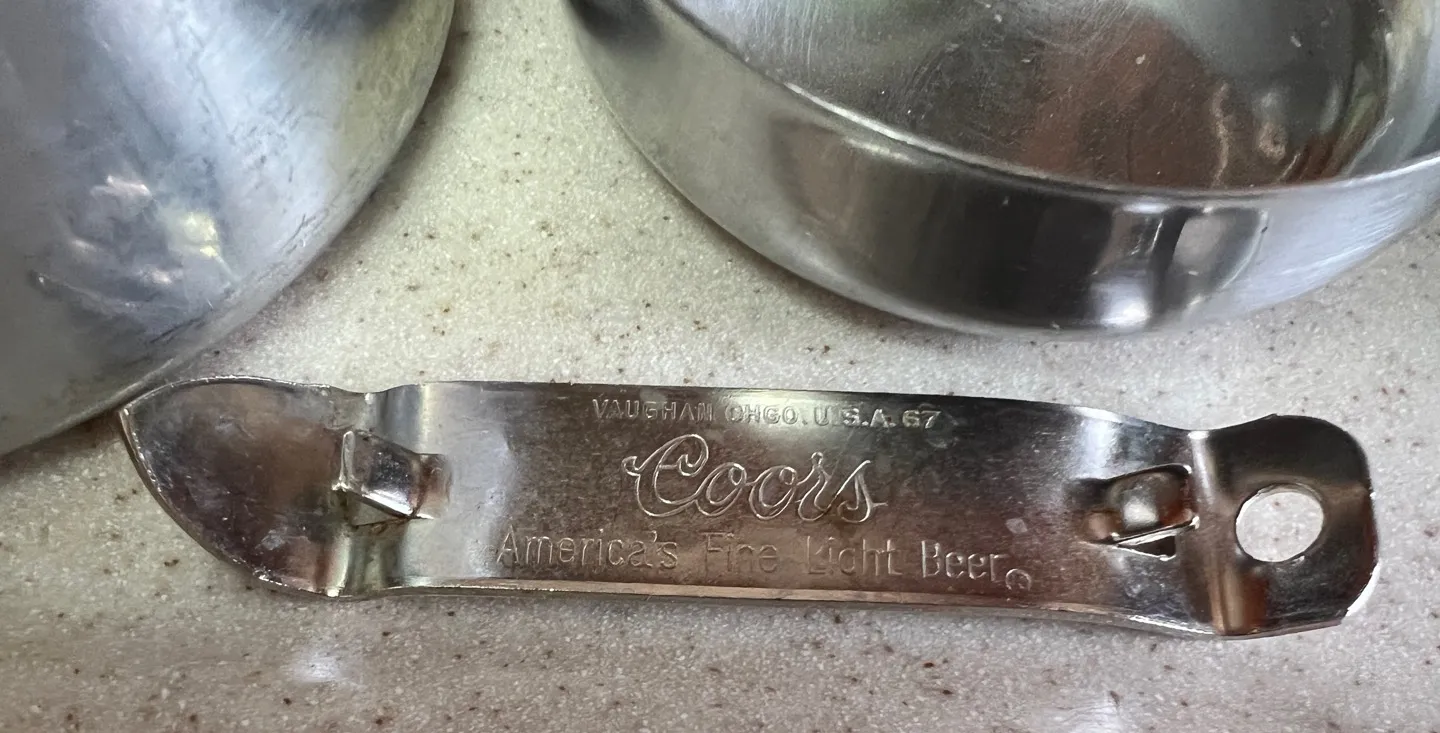 VAUGHAN CHGO. U.S.A. 67
Coors
America's Fine Light Beer®